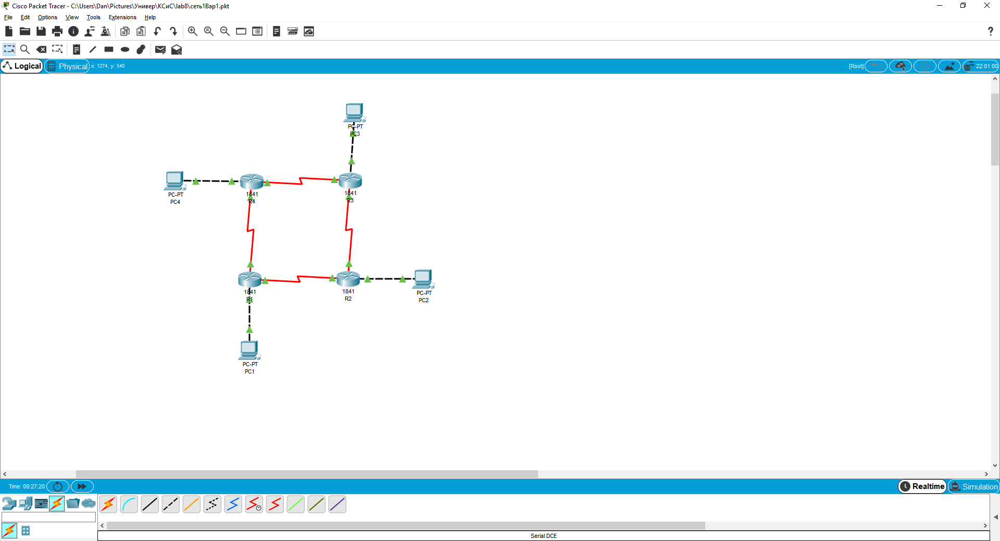 Cisco Packet Tracer - C:\Users\Dan\Pictures\Универ\КСиС\lab8\сеть1Вар1.pkt
File Edit Options View Tools Extensions Help
?
Logical Physical x: 1274, y: 540 [Root] 22:01:00
PC-PT
PC3
PC-PT
PC4
1841
R4
1841
R3
1841
R1
1841
R2
PC-PT
PC2
PC-PT
PC1
Time: 09:27:20 Realtime Simulation
Serial DCE